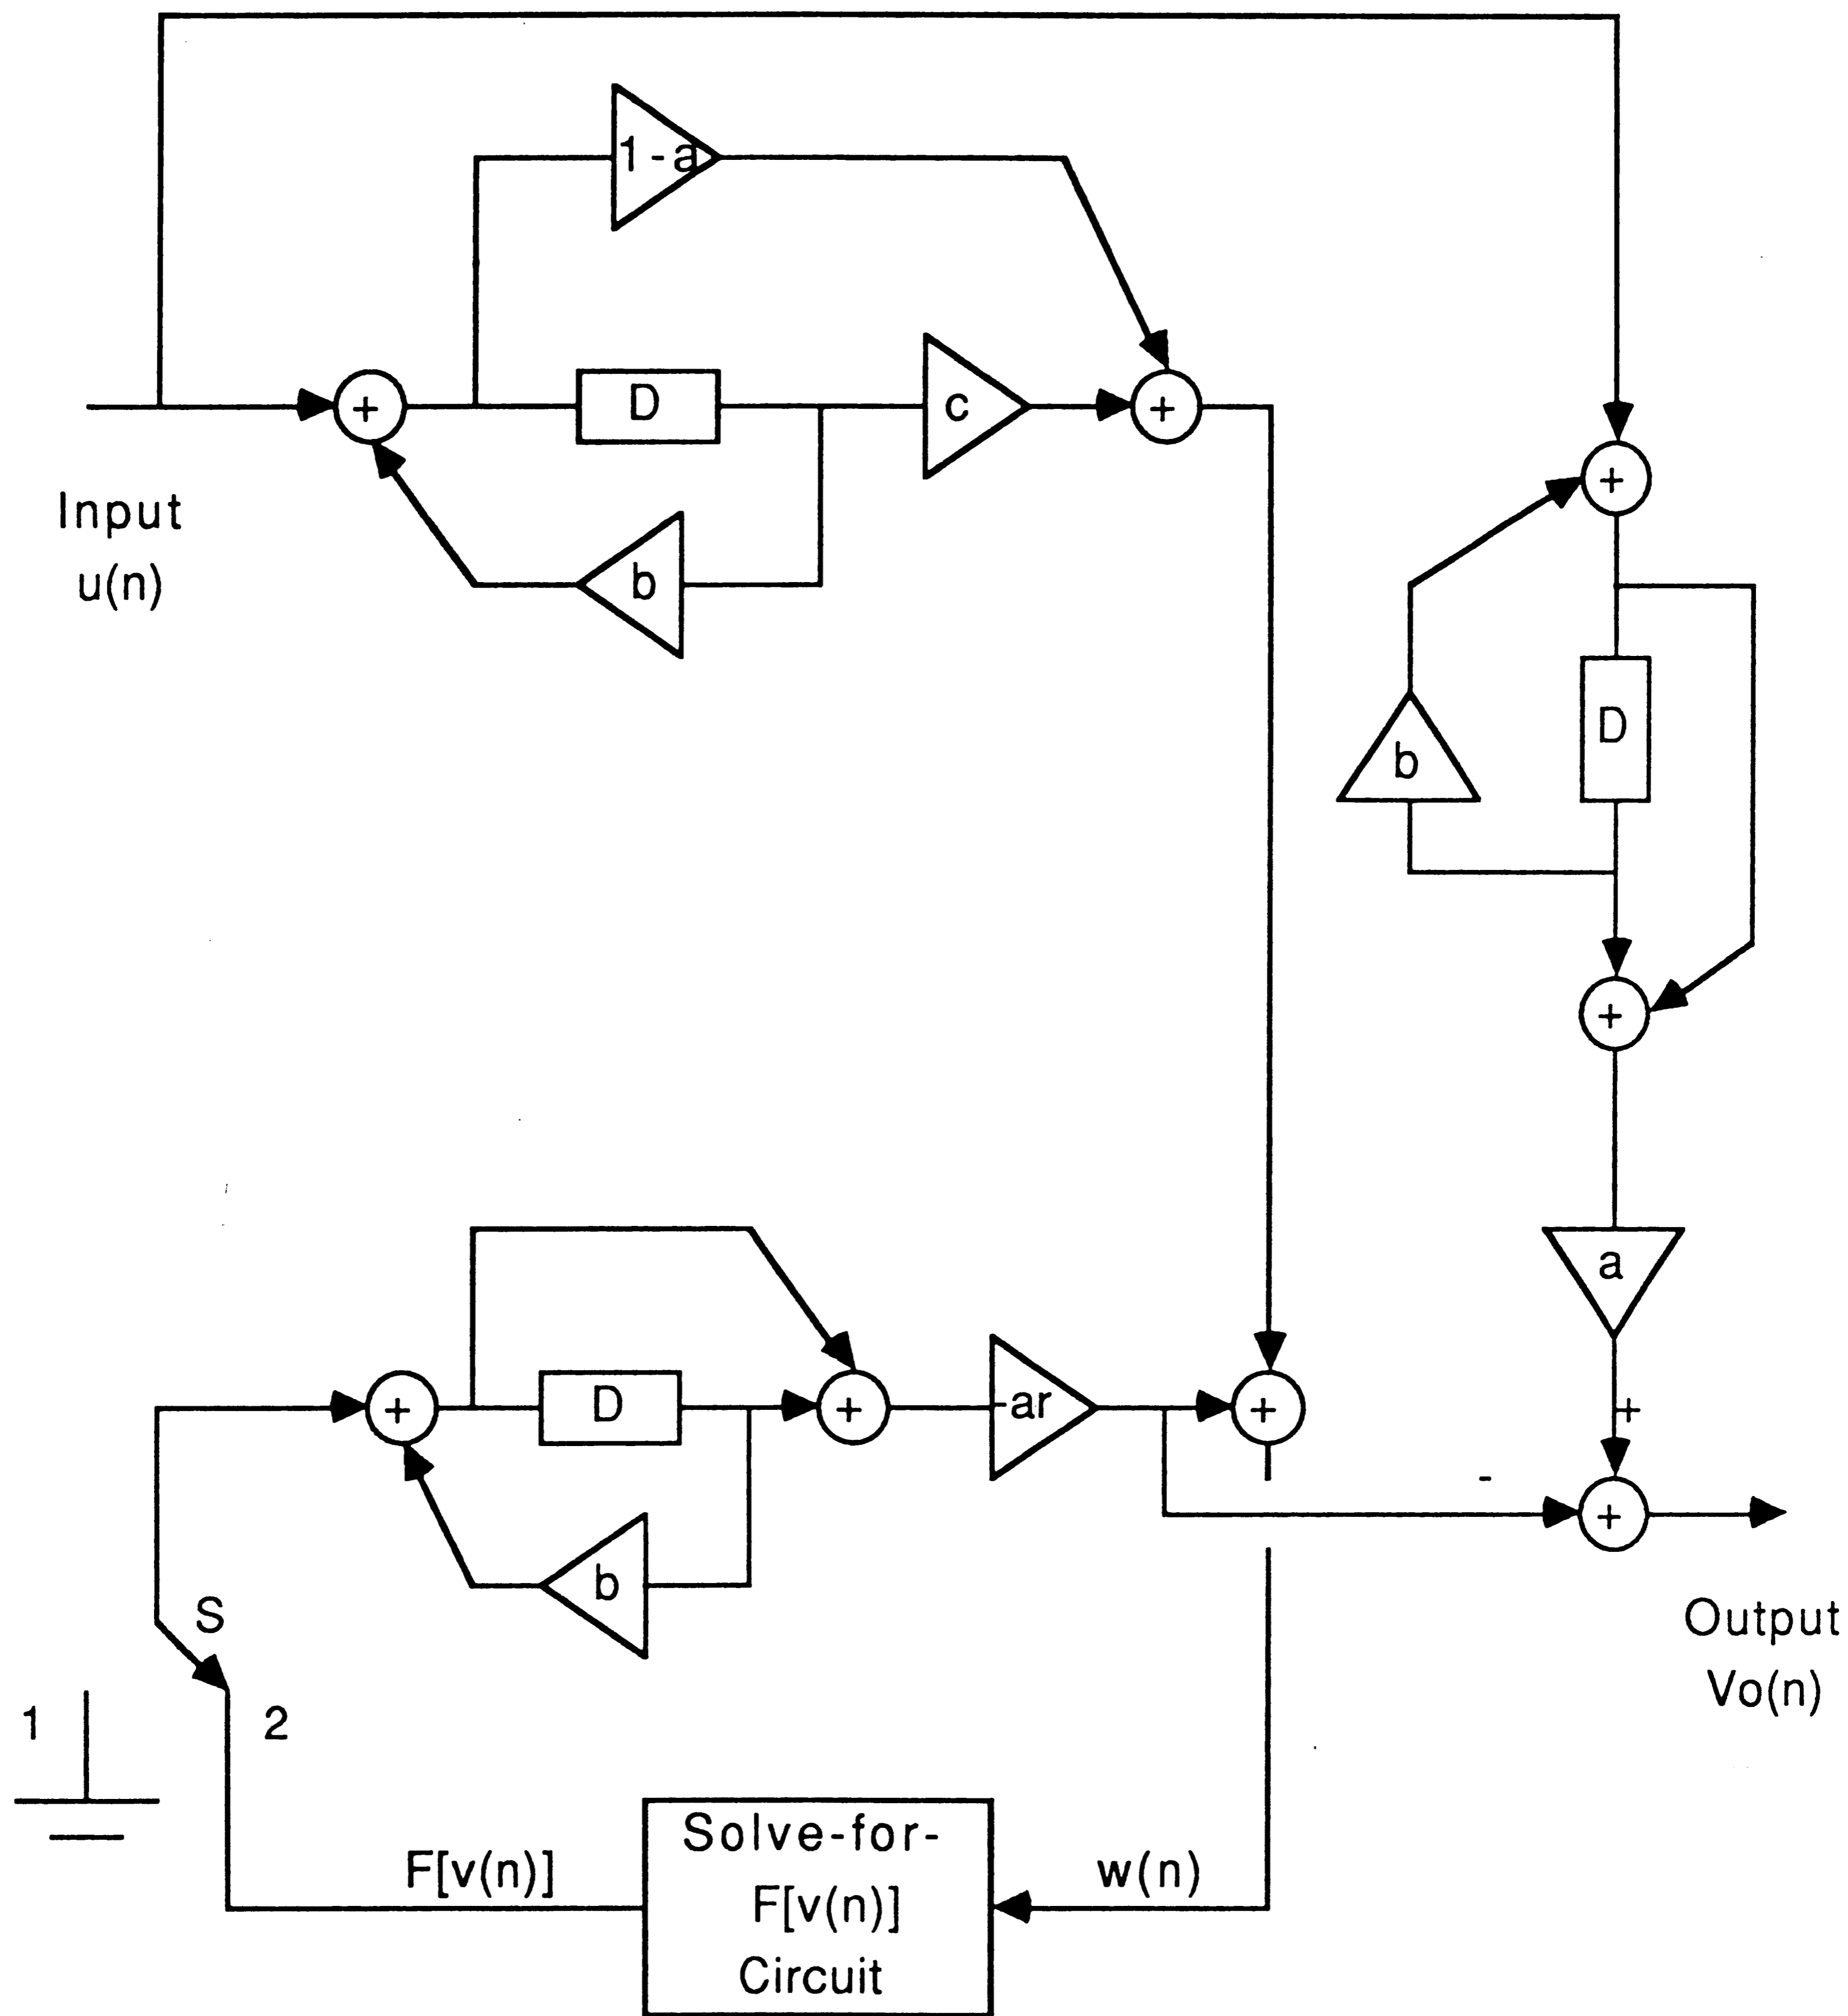 1-a
+
D
c
+
+
Input
u(n)
b
D
b
+
a
+
D
+
-ar
+
+
-
+
b
S
Output
Vo(n)
1
2
Solve-for-
F[v(n)]
w(n)
F[v(n)]
Circuit